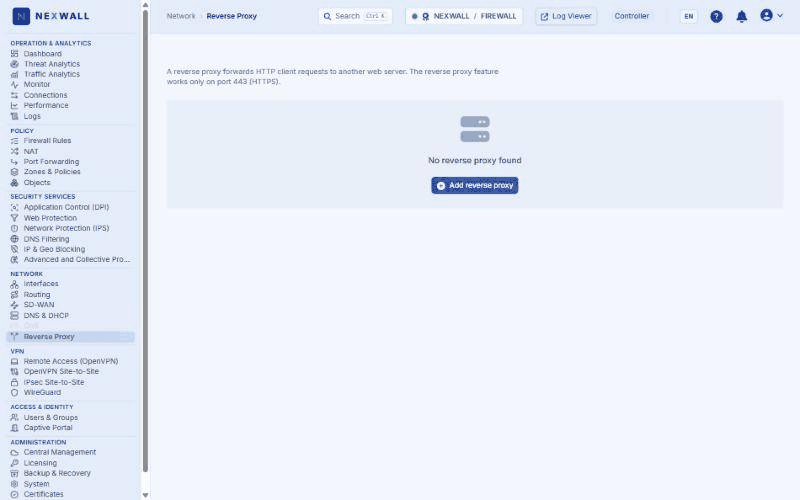 NEXWALL
Network > Reverse Proxy
Search Ctrl K
NEXWALL / FIREWALL
Log Viewer
Controller
EN
OPERATION & ANALYTICS
Dashboard
Threat Analytics
Traffic Analytics
Monitor
Connections
Performance
Logs
POLICY
Firewall Rules
NAT
Port Forwarding
Zones & Policies
Objects
SECURITY SERVICES
Application Control (DPI)
Web Protection
Network Protection (IPS)
DNS Filtering
IP & Geo Blocking
Advanced and Collective Pro...
NETWORK
Interfaces
Routing
SD-WAN
DNS & DHCP
QoS
Reverse Proxy
VPN
Remote Access (OpenVPN)
OpenVPN Site-to-Site
IPsec Site-to-Site
WireGuard
ACCESS & IDENTITY
Users & Groups
Captive Portal
ADMINISTRATION
Central Management
Licensing
Backup & Recovery
System
Certificates
A reverse proxy forwards HTTP client requests to another web server. The reverse proxy feature
works only on port 443 (HTTPS).
No reverse proxy found
Add reverse proxy